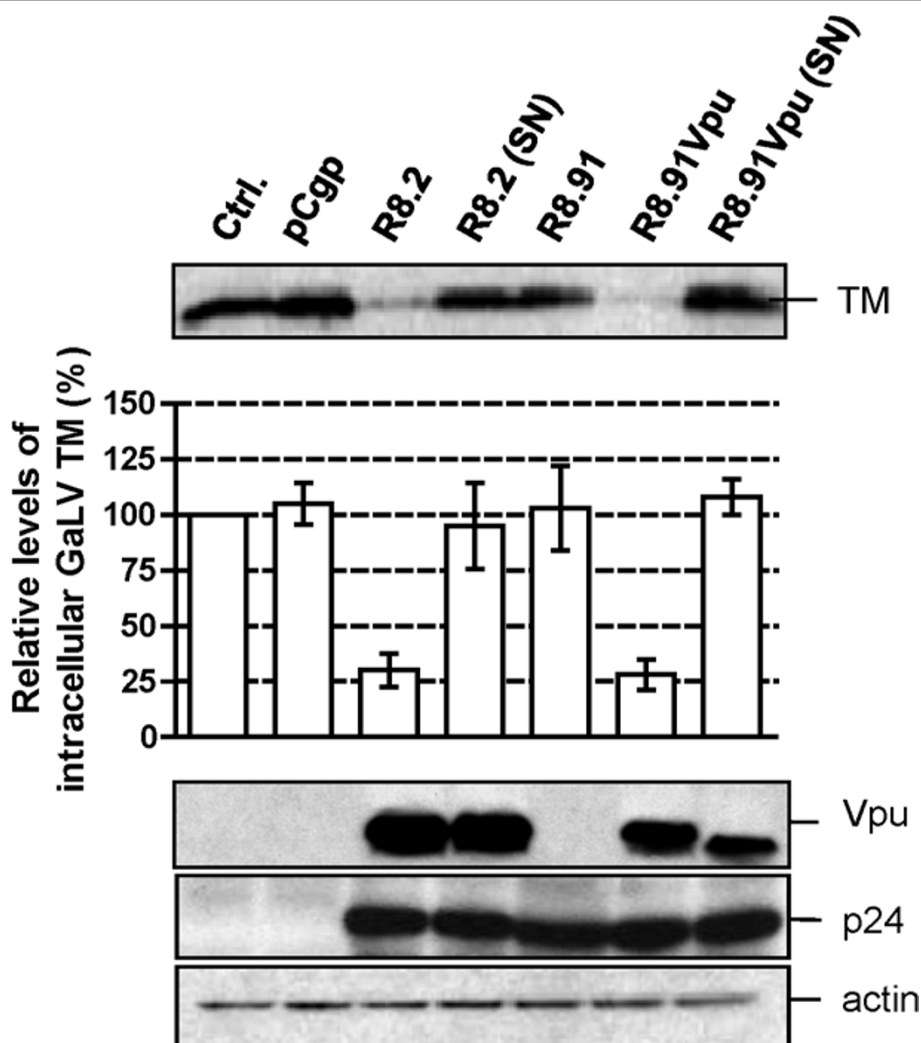 Ctrl.
pCgp
R8.2
R8.2 (SN)
R8.91
R8.91Vpu
R8.91Vpu (SN)
TM
Relative levels of
intracellular GaLV TM (%)
150
125
100
75
50
25
0
Vpu
p24
actin